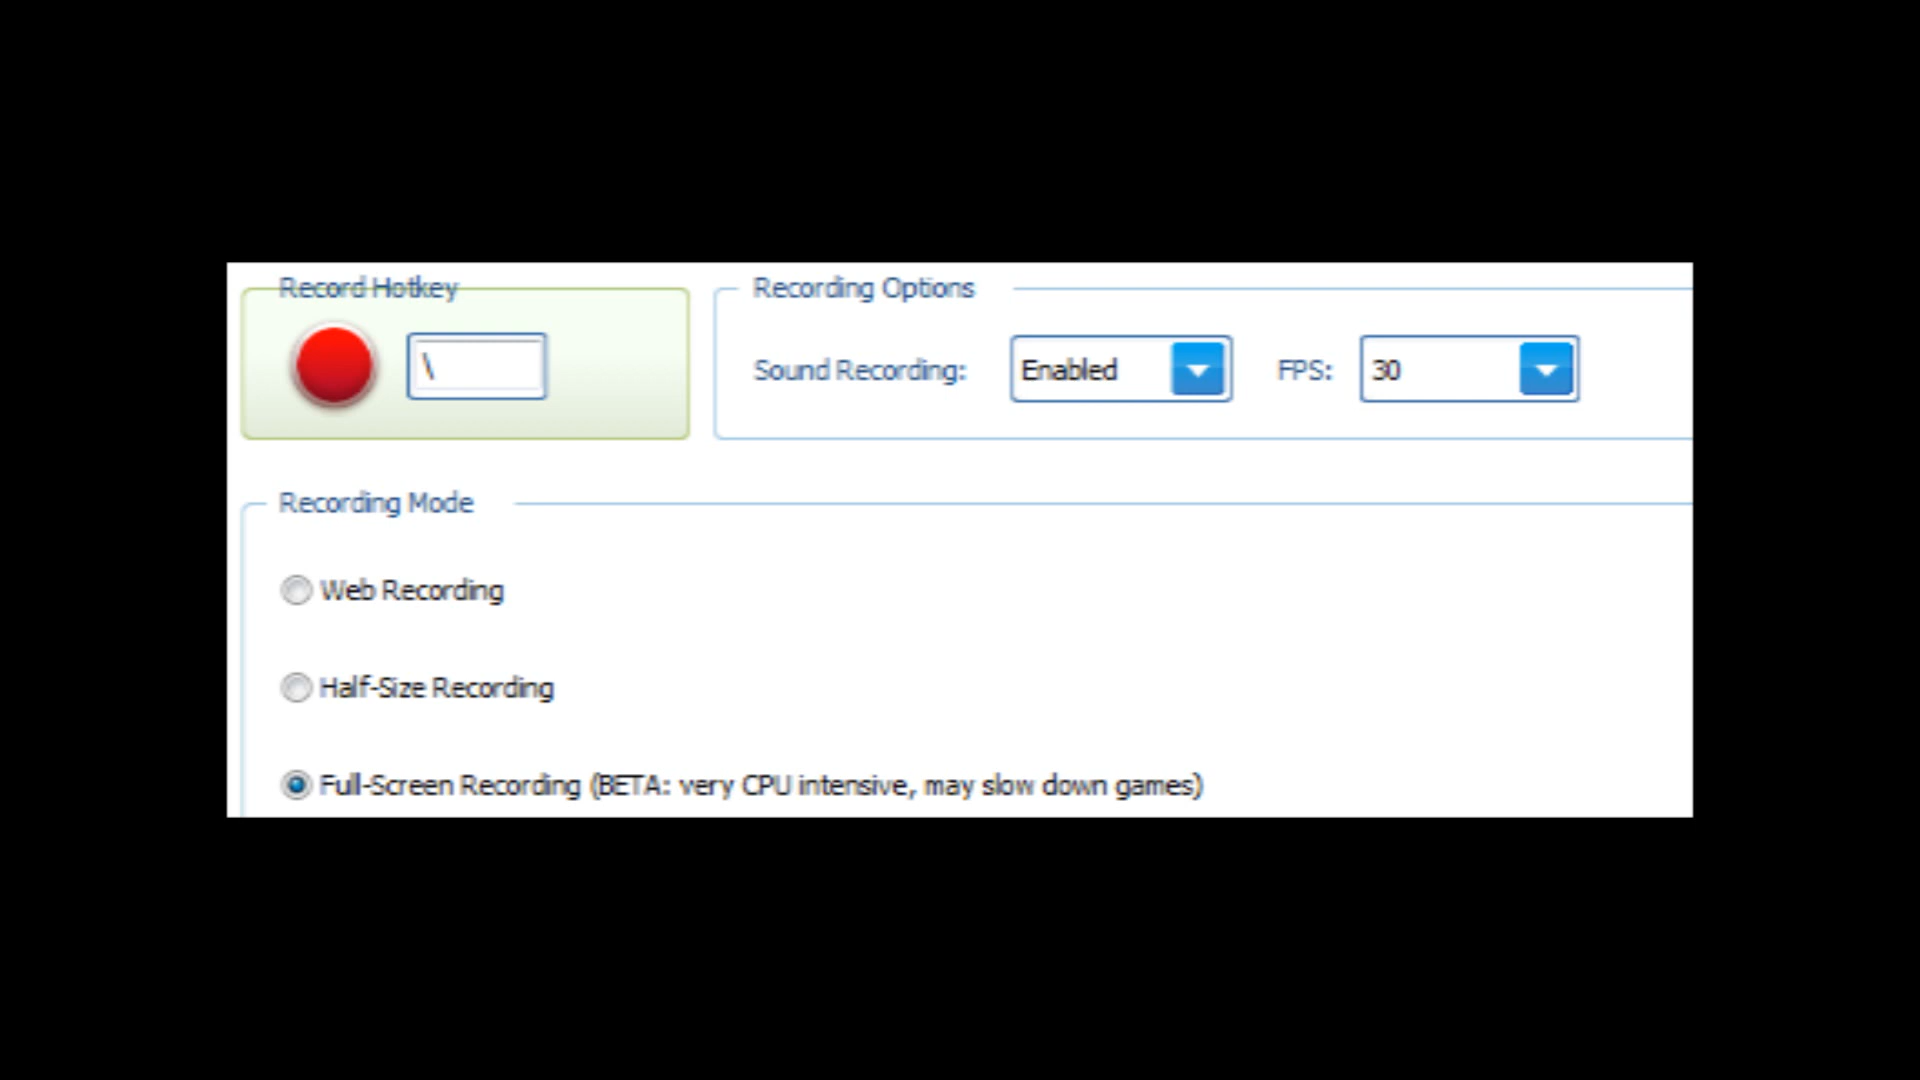 Record Hotkey
\
Recording Options
Sound Recording: Enabled FPS: 30
Recording Mode
Web Recording
Half-Size Recording
Full-Screen Recording (BETA: very CPU intensive, may slow down games)